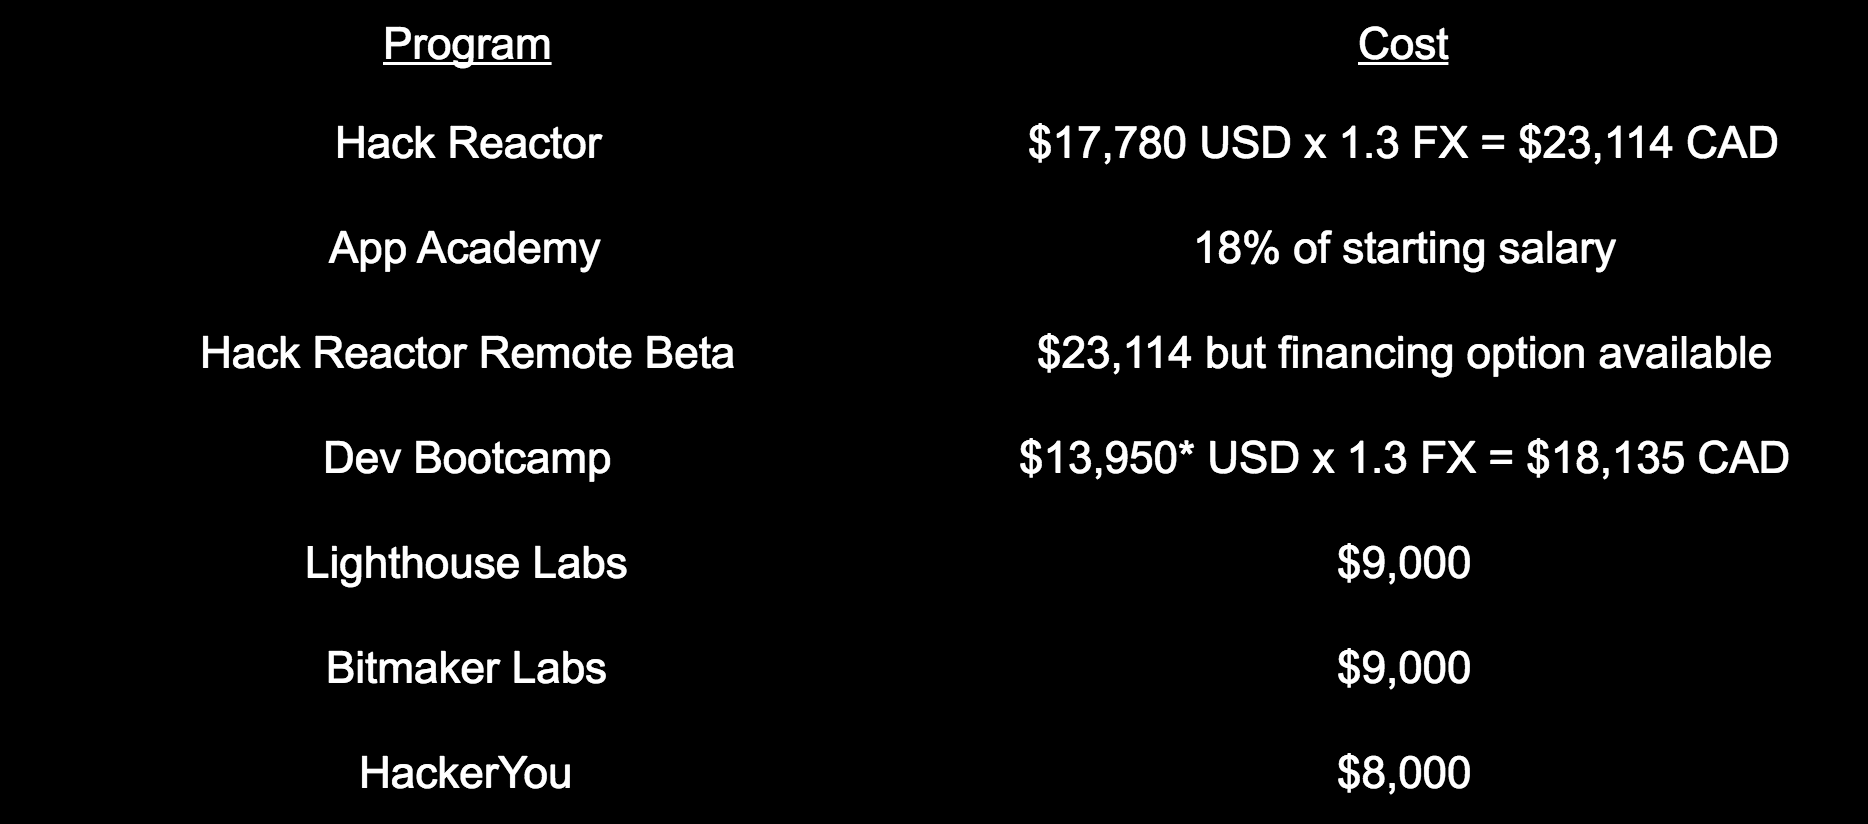 Program Cost
Hack Reactor $17,780 USD x 1.3 FX = $23,114 CAD
App Academy 18% of starting salary
Hack Reactor Remote Beta $23,114 but financing option available
Dev Bootcamp $13,950* USD x 1.3 FX = $18,135 CAD
Lighthouse Labs $9,000
Bitmaker Labs $9,000
HackerYou $8,000